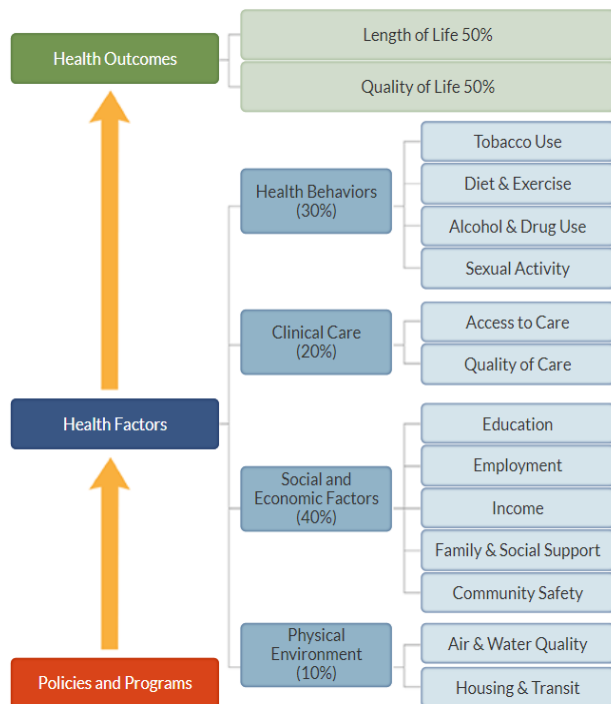 Health Outcomes
Length of Life 50%
Quality of Life 50%
Health Behaviors
(30%)
Tobacco Use
Diet & Exercise
Alcohol & Drug Use
Sexual Activity
Clinical Care
(20%)
Access to Care
Quality of Care
Health Factors
Social and
Economic Factors
(40%)
Education
Employment
Income
Family & Social Support
Community Safety
Physical
Environment
(10%)
Air & Water Quality
Housing & Transit
Policies and Programs